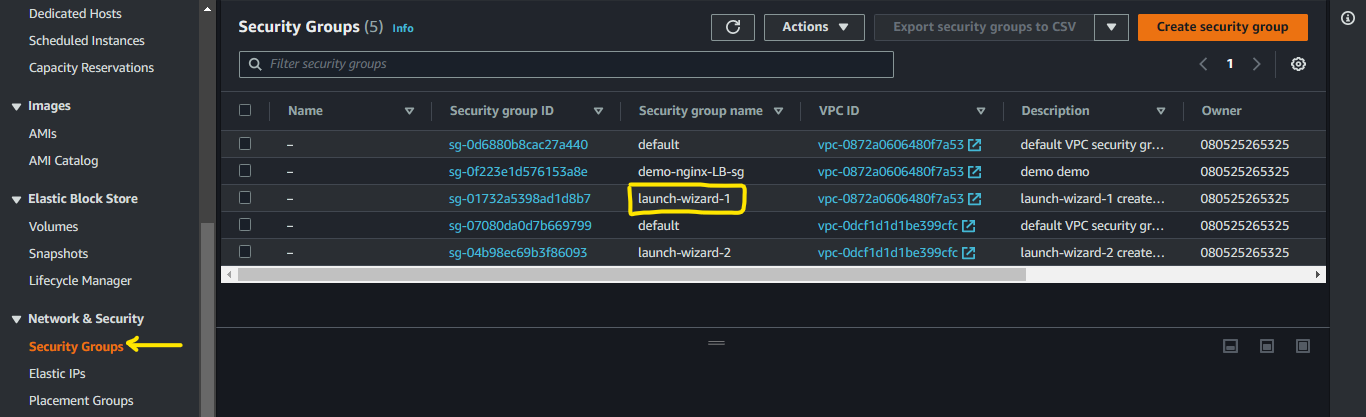 Dedicated Hosts
Scheduled Instances
Capacity Reservations
Images
AMIs
AMI Catalog
Elastic Block Store
Volumes
Snapshots
Lifecycle Manager
Network & Security
Security Groups
Elastic IPs
Placement Groups
Security Groups (5) Info Actions Export security groups to CSV Create security group
Filter security groups 1
Name Security group ID Security group name VPC ID Description Owner
– sg-0d6880b8cac27a440 default vpc-0872a0606480f7a53 default VPC security gr... 080525265325
– sg-0f223e1d576153a8e demo-nginx-LB-sg vpc-0872a0606480f7a53 demo demo 080525265325
– sg-01732a5398ad1d8b7 launch-wizard-1 vpc-0872a0606480f7a53 launch-wizard-1 create... 080525265325
– sg-07080da0d7b669799 default vpc-0dcf1d1d1be399cfc default VPC security gr... 080525265325
– sg-04b98ec69b3f86093 launch-wizard-2 vpc-0dcf1d1d1be399cfc launch-wizard-2 create... 080525265325